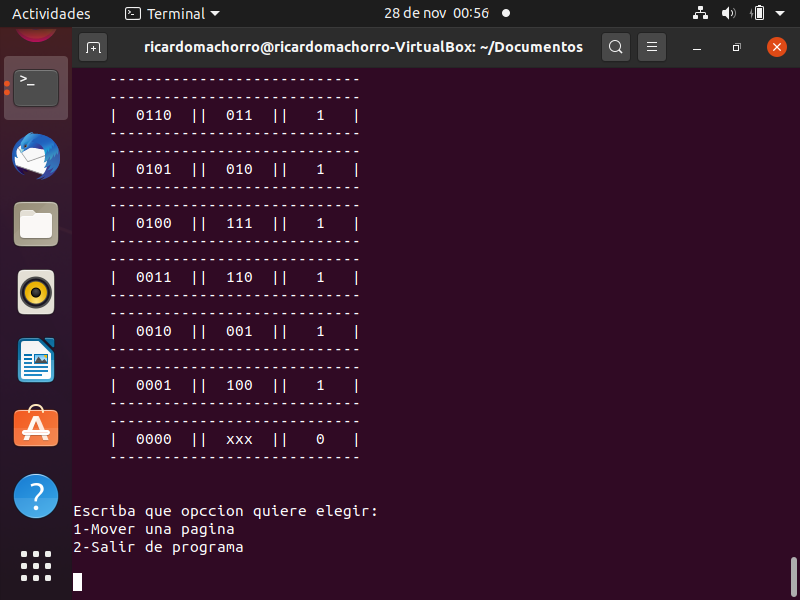 Actividades Terminal 28 de nov 00:56
ricardomachorro@ricardomachorro-VirtualBox: ~/Documentos
----------------------------
----------------------------
|  0110  ||  011  ||   1   |
----------------------------
----------------------------
|  0101  ||  010  ||   1   |
----------------------------
----------------------------
|  0100  ||  111  ||   1   |
----------------------------
----------------------------
|  0011  ||  110  ||   1   |
----------------------------
----------------------------
|  0010  ||  001  ||   1   |
----------------------------
----------------------------
|  0001  ||  100  ||   1   |
----------------------------
----------------------------
|  0000  ||  xxx  ||   0   |
----------------------------
Escriba que opccion quiere elegir:
1-Mover una pagina
2-Salir de programa